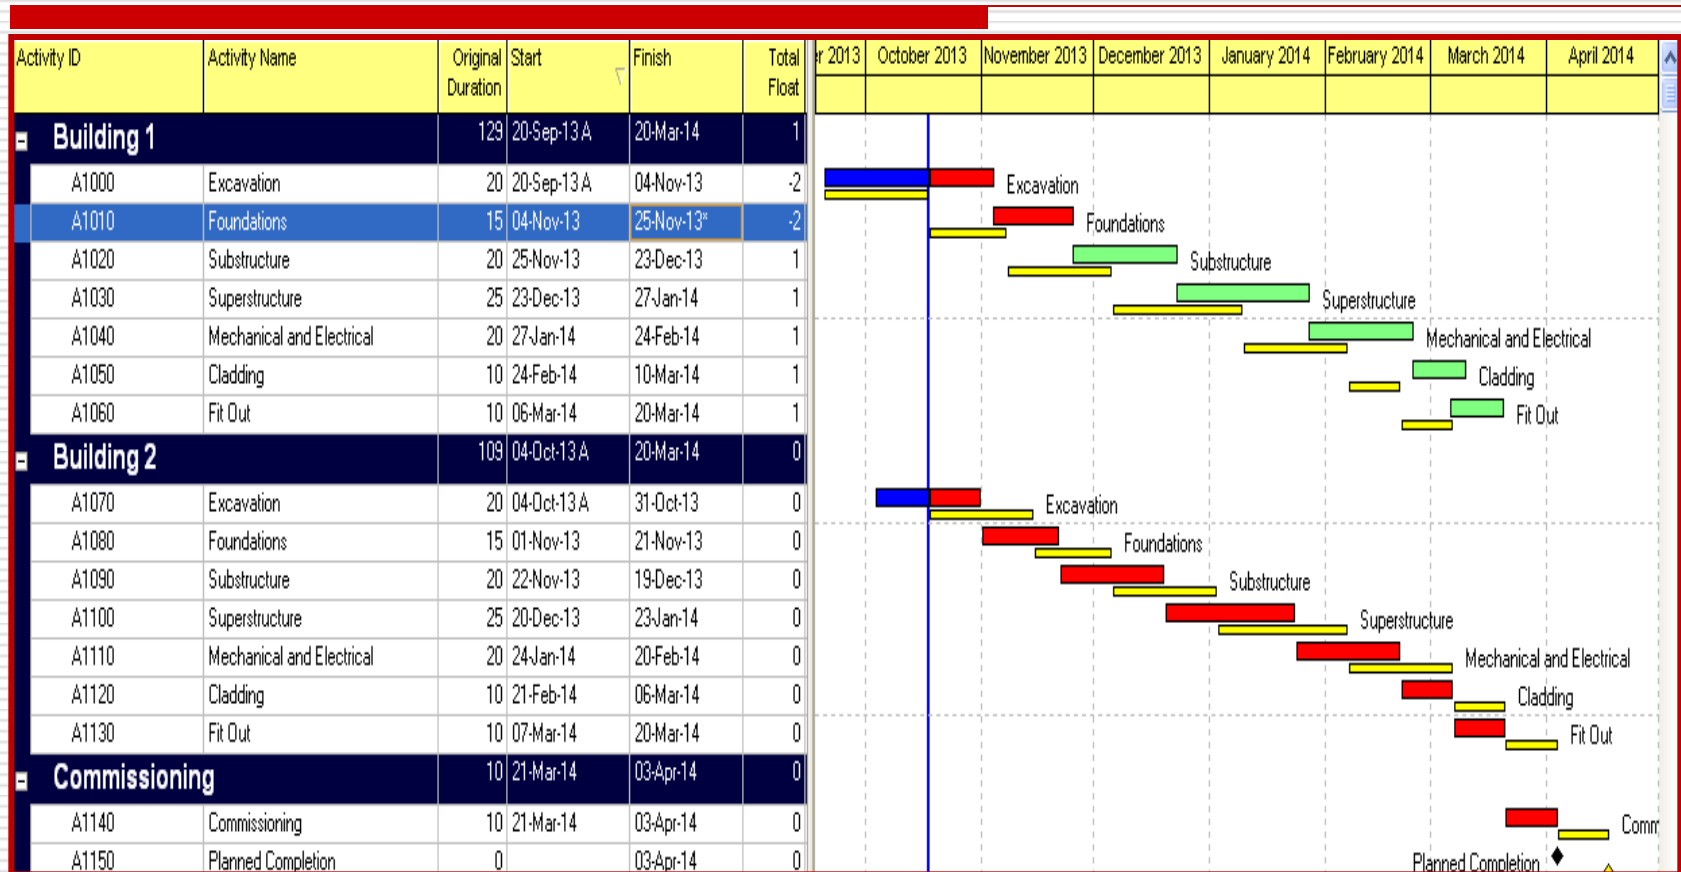 Activity ID Activity Name Original Duration Start Finish Total Float r 2013 October 2013 November 2013 December 2013 January 2014 February 2014 March 2014 April 2014
Building 1 129 20-Sep-13 A 20-Mar-14 1
A1000 Excavation 20 20-Sep-13 A 04-Nov-13 -2 Excavation
A1010 Foundations 15 04-Nov-13 25-Nov-13* -2 Foundations
A1020 Substructure 20 25-Nov-13 23-Dec-13 1 Substructure
A1030 Superstructure 25 23-Dec-13 27-Jan-14 1 Superstructure
A1040 Mechanical and Electrical 20 27-Jan-14 24-Feb-14 1 Mechanical and Electrical
A1050 Cladding 10 24-Feb-14 10-Mar-14 1 Cladding
A1060 Fit Out 10 06-Mar-14 20-Mar-14 1 Fit Out
Building 2 109 04-Oct-13 A 20-Mar-14 0
A1070 Excavation 20 04-Oct-13 A 31-Oct-13 0 Excavation
A1080 Foundations 15 01-Nov-13 21-Nov-13 0 Foundations
A1090 Substructure 20 22-Nov-13 19-Dec-13 0 Substructure
A1100 Superstructure 25 20-Dec-13 23-Jan-14 0 Superstructure
A1110 Mechanical and Electrical 20 24-Jan-14 20-Feb-14 0 Mechanical and Electrical
A1120 Cladding 10 21-Feb-14 06-Mar-14 0 Cladding
A1130 Fit Out 10 07-Mar-14 20-Mar-14 0 Fit Out
Commissioning 10 21-Mar-14 03-Apr-14 0
A1140 Commissioning 10 21-Mar-14 03-Apr-14 0 Comm
A1150 Planned Completion 0 03-Apr-14 0 Planned Completion